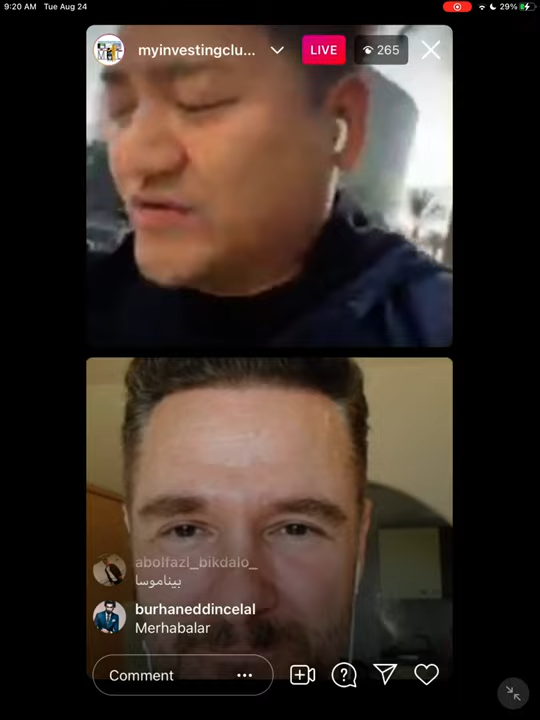 9:20 AM Tue Aug 24
29%
myinvestingclu...
LIVE
265
abolfazl_bikdalo_
بیناموسا
burhaneddincelal
Merhabalar
Comment